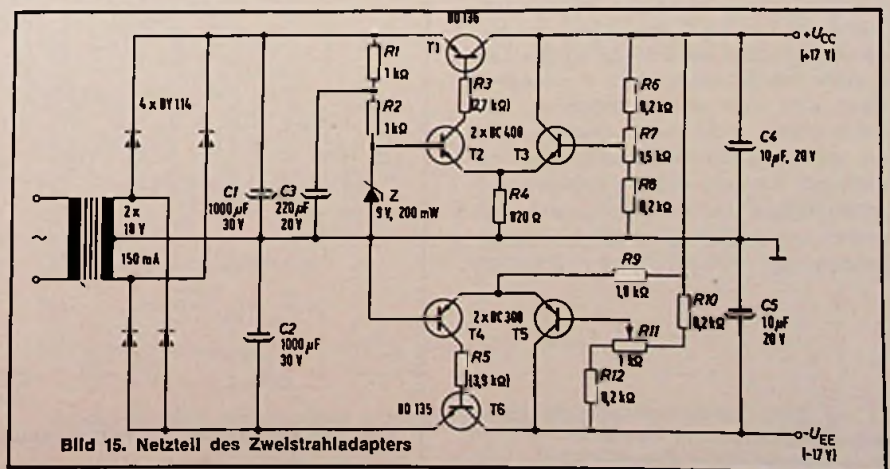 BD 136
T1
+UCC
(+17 V)
R1
1 kΩ
R2
1 kΩ
R3
(2,7 kΩ)
4 x BY 114
2 x BC 408
T2
T3
R6
8,2 kΩ
R7
1,5 kΩ
R8
8,2 kΩ
C4
10 µF, 20 V
C1
1000 µF
30 V
C3
220 µF
20 V
Z
9 V, 200 mW
R4
820 Ω
2 x
18 V
150 mA
~
R9
1,8 kΩ
R10
8,2 kΩ
C5
10 µF
20 V
2 x BC 308
T4
T5
R11
1 kΩ
R5
(3,9 kΩ)
R12
8,2 kΩ
C2
1000 µF
30 V
BD 135
T6
-UEE
(-17 V)
Bild 15. Netzteil des Zweistrahladapters